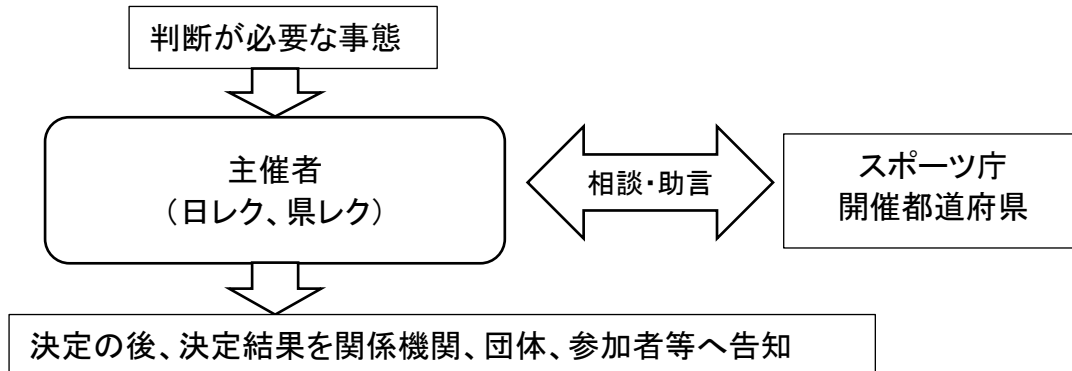 判断が必要な事態
主催者
（日レク、県レク）
相談・助言
スポーツ庁
開催都道府県
決定の後、決定結果を関係機関、団体、参加者等へ告知